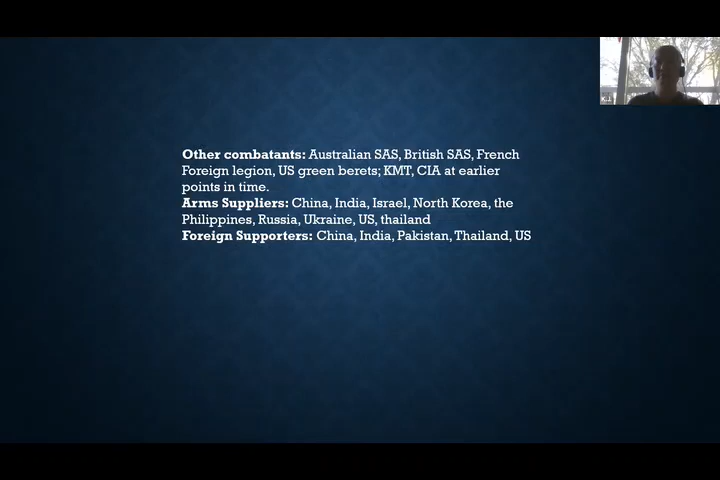 Other combatants: Australian SAS, British SAS, French
Foreign legion, US green berets; KMT, CIA at earlier
points in time.
Arms Suppliers: China, India, Israel, North Korea, the
Philippines, Russia, Ukraine, US, thailand
Foreign Supporters: China, India, Pakistan, Thailand, US